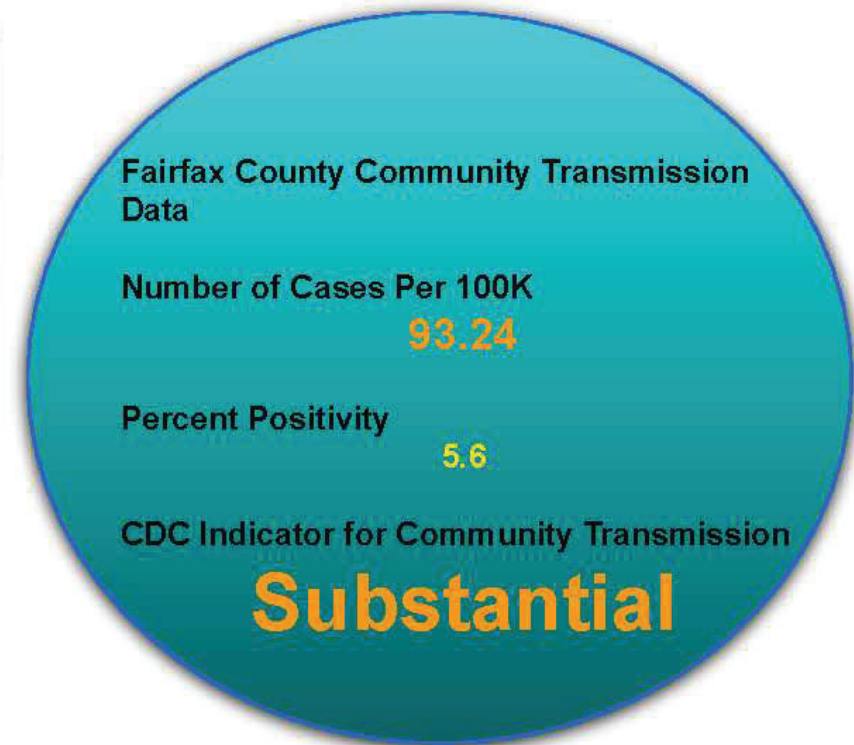 Fairfax County Community Transmission
Data
Number of Cases Per 100K
93.24
Percent Positivity
5.6
CDC Indicator for Community Transmission
Substantial